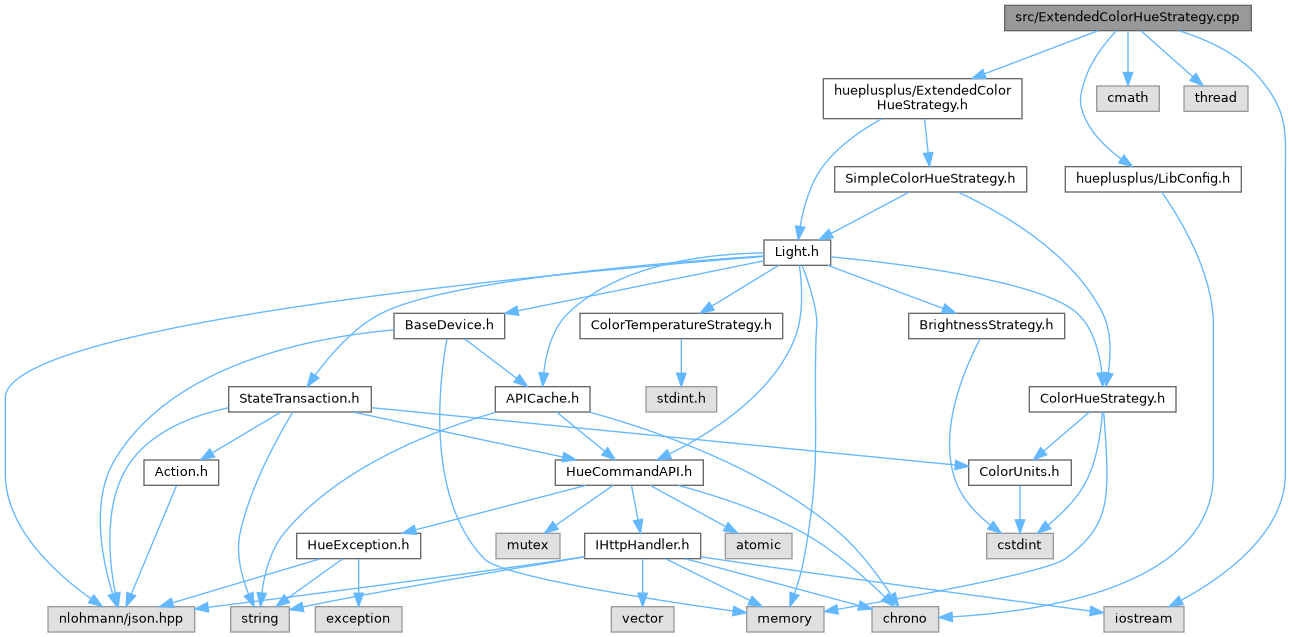 src/ExtendedColorHueStrategy.cpp
hueplusplus/ExtendedColor
HueStrategy.h
cmath
thread
SimpleColorHueStrategy.h
hueplusplus/LibConfig.h
Light.h
BaseDevice.h
ColorTemperatureStrategy.h
BrightnessStrategy.h
StateTransaction.h
APICache.h
stdint.h
ColorHueStrategy.h
Action.h
HueCommandAPI.h
ColorUnits.h
HueException.h
mutex
IHttpHandler.h
atomic
cstdint
nlohmann/json.hpp
string
exception
vector
memory
chrono
iostream